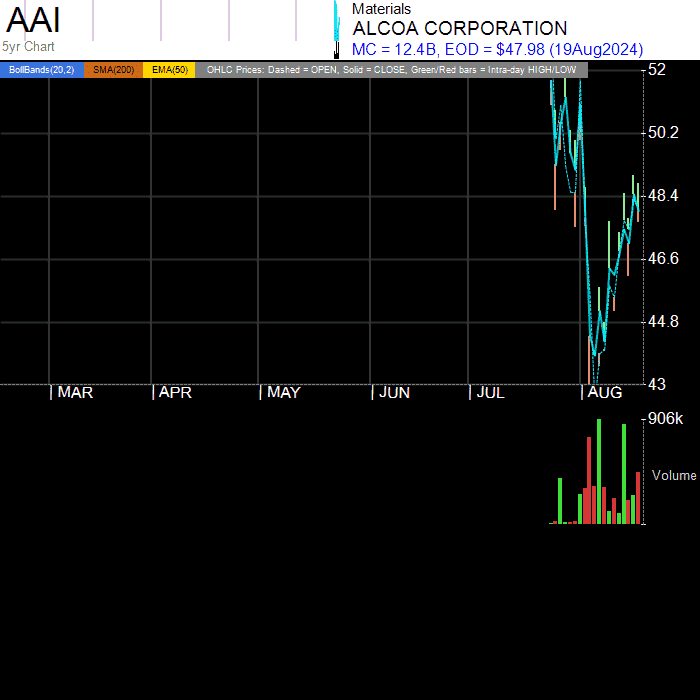 AAI
5yr Chart
Materials
ALCOA CORPORATION
MC = 12.4B, EOD = $47.98 (19Aug2024)
BollBands(20,2) SMA(200) EMA(50) OHLC Prices: Dashed = OPEN, Solid = CLOSE, Green/Red bars = Intra-day HIGH/LOW
52
50.2
48.4
46.6
44.8
43
MAR APR MAY JUN JUL AUG
906k
Volume